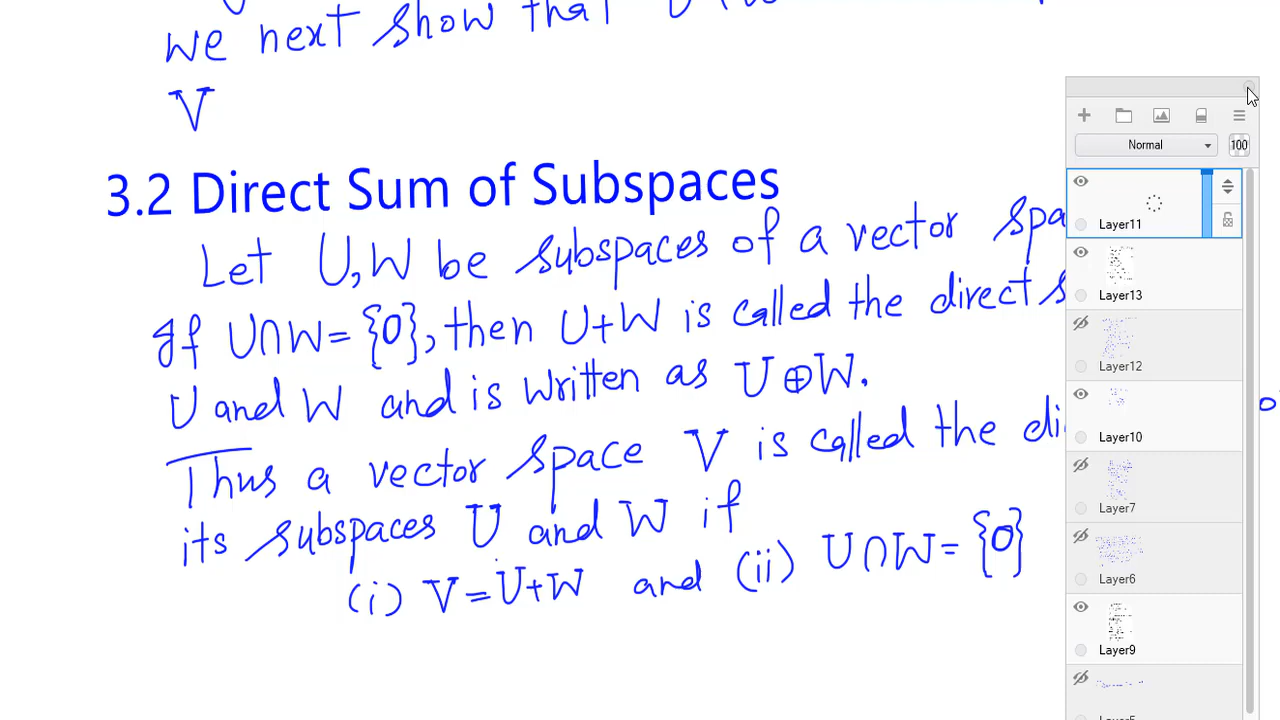 we next show that U
V
3.2 Direct Sum of Subspaces
Let U, W be subspaces of a vector spa
If U∩W = {0}, then U+W is called the direct s
U and W and is written as U⊕W.
Thus a vector space V is called the di
its subspaces U and W if
(i) V = U+W and (ii) U∩W = {0}
Normal
100
Layer11
Layer13
Layer12
Layer10
Layer7
Layer6
Layer9
Layer5